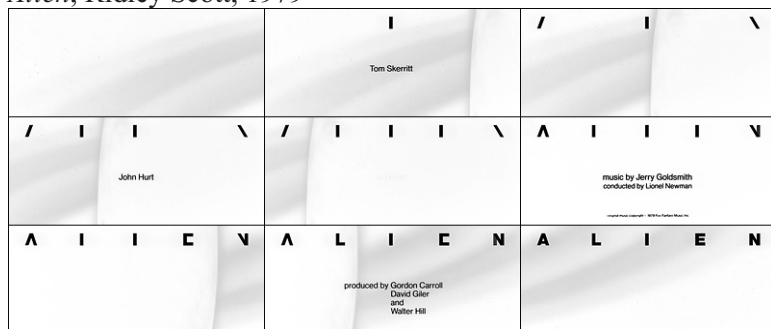 Alien, Ridley Scott, 1979
I
Tom Skerritt
/ I \
/ I I \
John Hurt
/ I I I \
Λ I I I V
music by Jerry Goldsmith
conducted by Lionel Newman
Λ I I C V
Λ L I C N
produced by Gordon Carroll
David Giler
and
Walter Hill
A L I E N